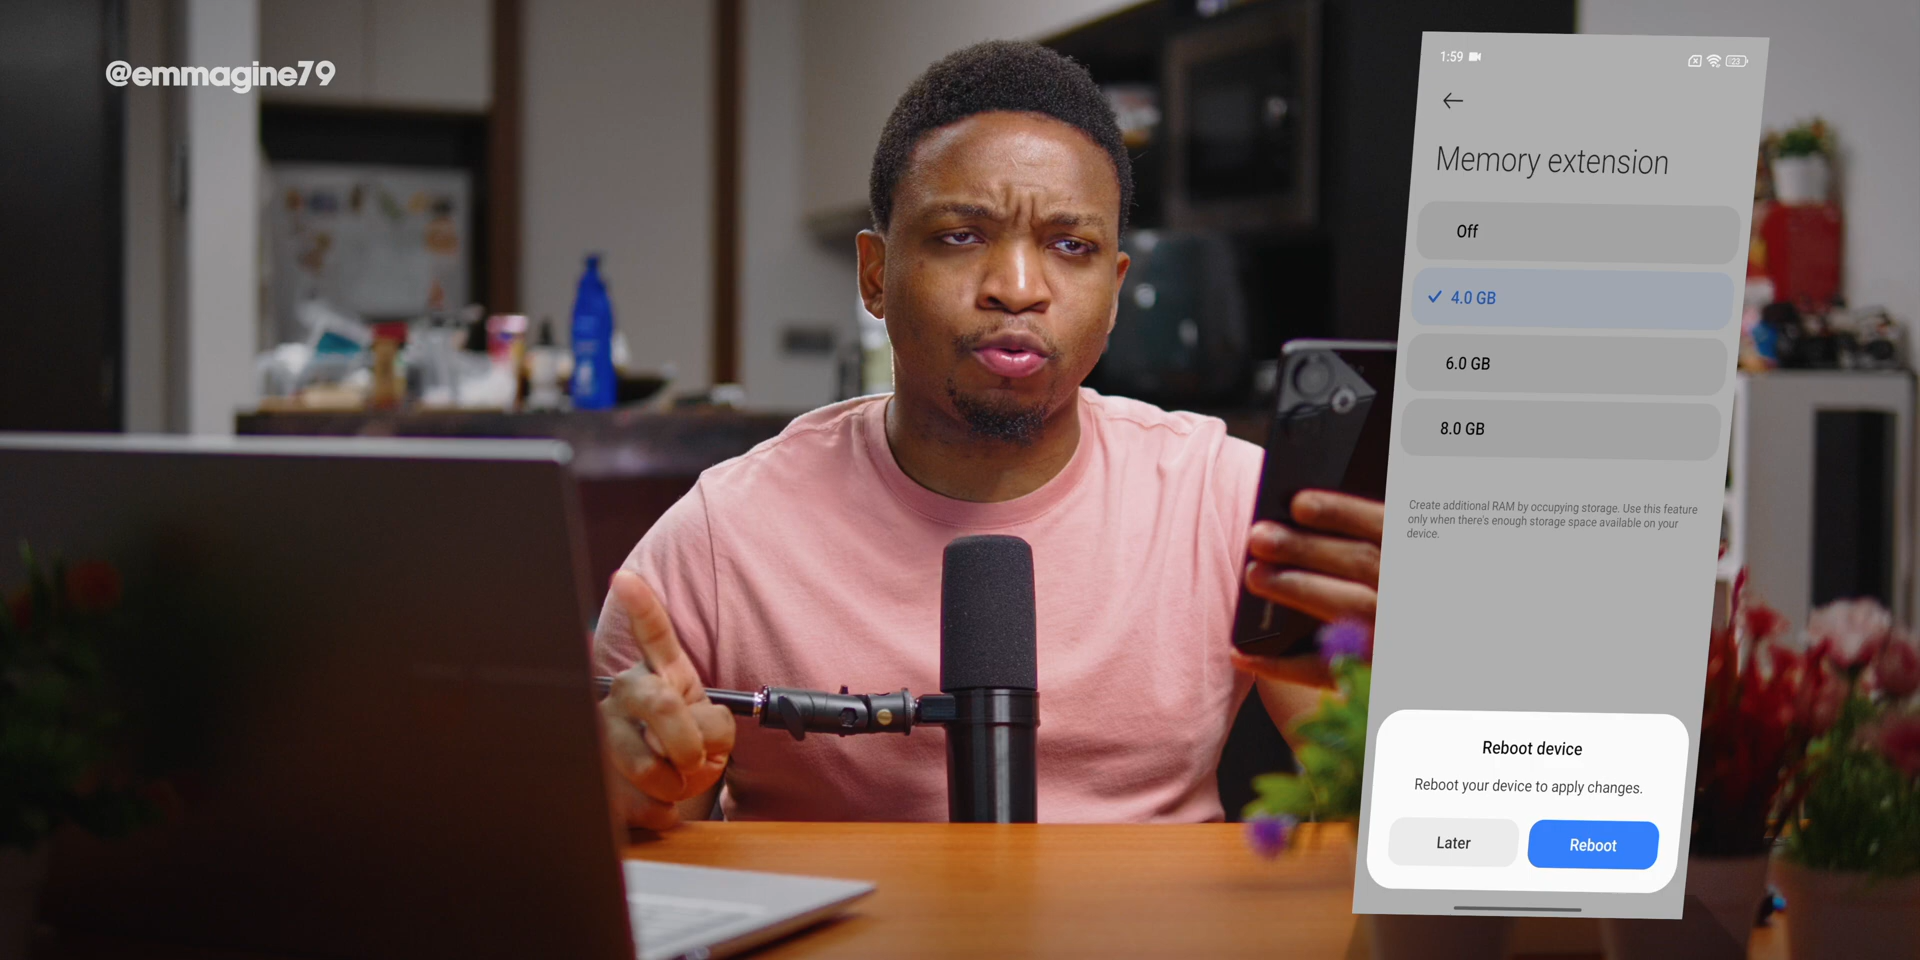 @emmagine79
1:59
23
Memory extension
Off
4.0 GB
6.0 GB
8.0 GB
Create additional RAM by occupying storage. Use this feature
only when there's enough storage space available on your
device.
Reboot device
Reboot your device to apply changes.
Later
Reboot